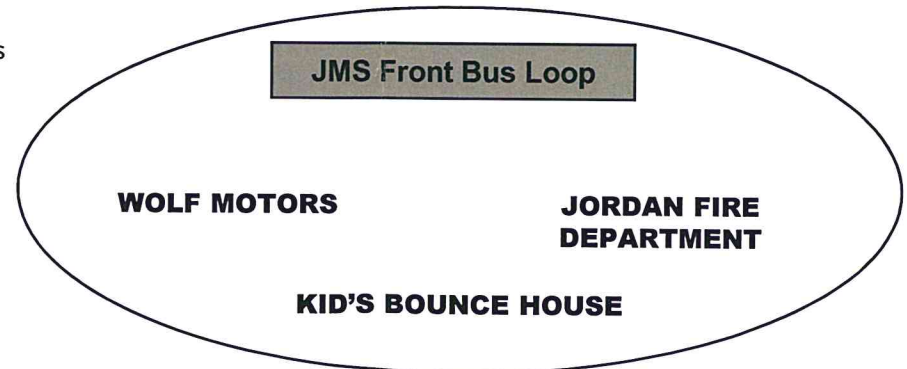 s
JMS Front Bus Loop
WOLF MOTORS
JORDAN FIRE
DEPARTMENT
KID'S BOUNCE HOUSE